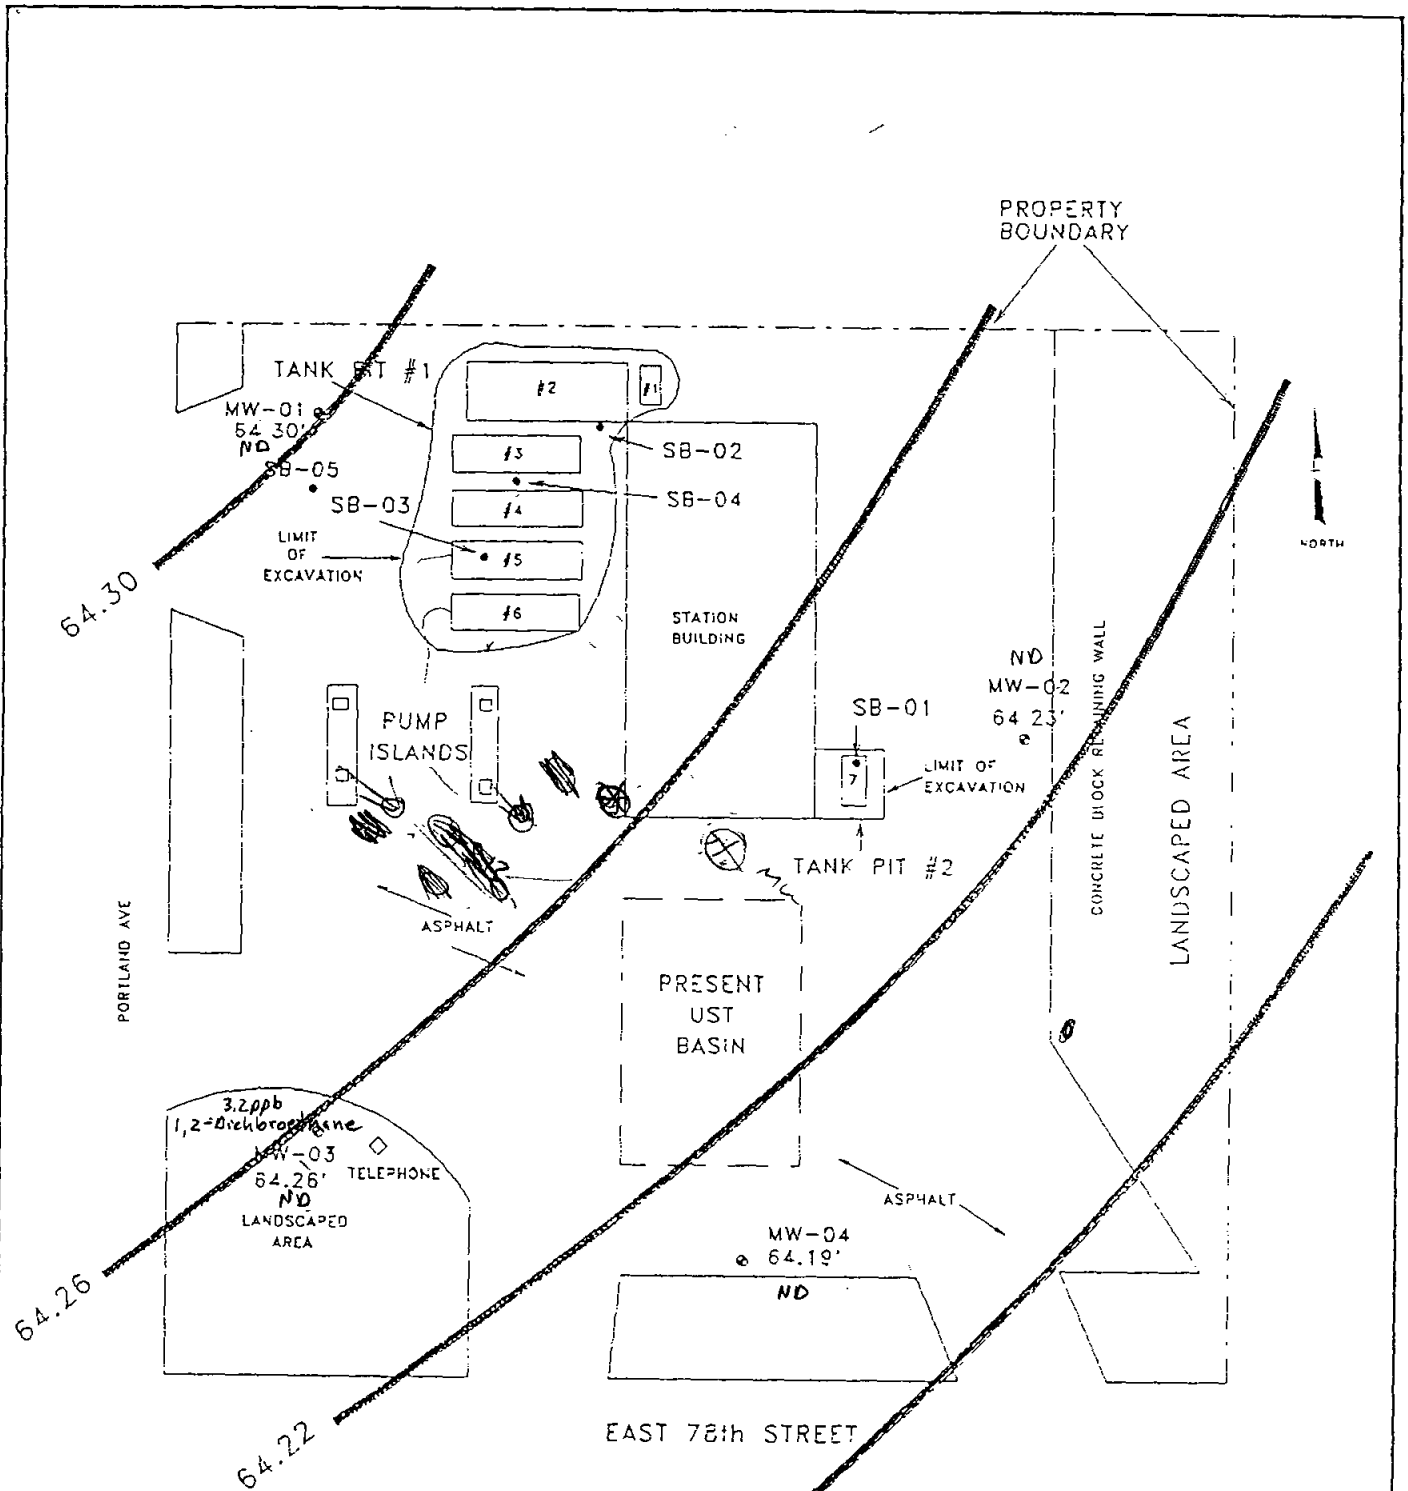 PROPERTY
BOUNDARY
TANK PIT #1
#2
#1
MW-01
64.30'
ND
SB-05
#3
SB-02
SB-03
#4
SB-04
LIMIT
OF
EXCAVATION
#5
NORTH
64.30
#6
STATION
BUILDING
ND
MW-02
64.23'
SB-01
PUMP
ISLANDS
7
LIMIT OF
EXCAVATION
CONCRETE BLOCK RETAINING WALL
LANDSCAPED AREA
TANK PIT #2
ASPHALT
PORTLAND AVE
PRESENT
UST
BASIN
3.2ppb
1,2-Dichloroethane
MW-03
64.26'
ND
TELEPHONE
LANDSCAPED
AREA
ASPHALT
MW-04
64.19'
ND
64.26
64.22
EAST 78th STREET